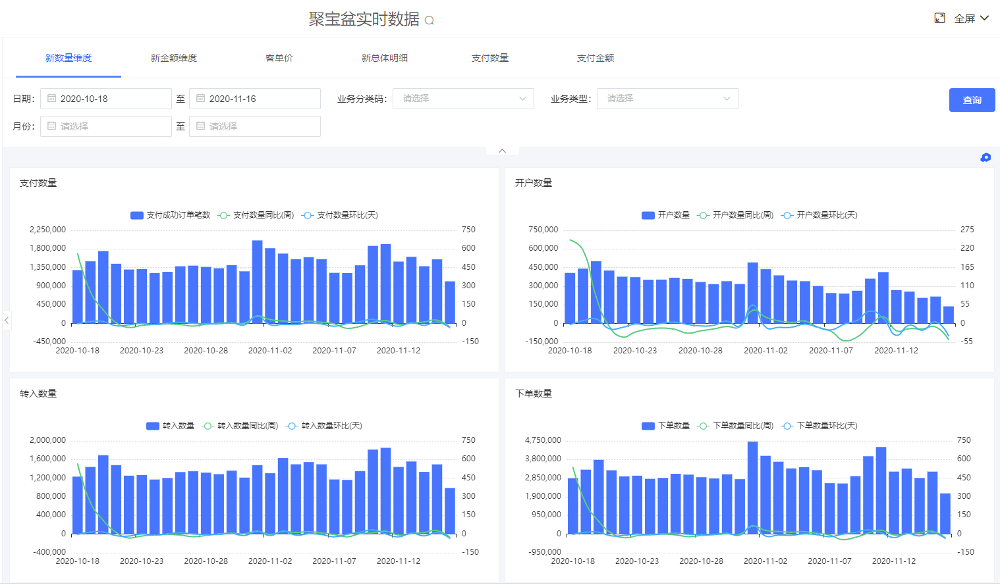 聚宝盆实时数据
全屏
新数量维度 新金额维度 客单价 新总体明细 支付数量 支付金额
日期: 2020-10-18 至 2020-11-16 业务分类码: 请选择 业务类型: 请选择 查询
月份: 请选择 至 请选择
支付数量
支付成功订单笔数 支付数量同比(周) 支付数量环比(天)
2,250,000 750
1,800,000 600
1,350,000 450
900,000 300
450,000 150
0 0
-450,000 -150
2020-10-18 2020-10-23 2020-10-28 2020-11-02 2020-11-07 2020-11-12
开户数量
开户数量 开户数量同比(周) 开户数量环比(天)
750,000 275
600,000 220
450,000 165
300,000 110
150,000 55
0 0
-150,000 -55
2020-10-18 2020-10-23 2020-10-28 2020-11-02 2020-11-07 2020-11-12
转入数量
转入数量 转入数量同比(周) 转入数量环比(天)
2,000,000 750
1,600,000 600
1,200,000 450
800,000 300
400,000 150
0 0
-400,000 -150
2020-10-18 2020-10-23 2020-10-28 2020-11-02 2020-11-07 2020-11-12
下单数量
下单数量 下单数量同比(周) 下单数量环比(天)
4,750,000 750
3,800,000 600
2,850,000 450
1,900,000 300
950,000 150
0 0
-950,000 -150
2020-10-18 2020-10-23 2020-10-28 2020-11-02 2020-11-07 2020-11-12